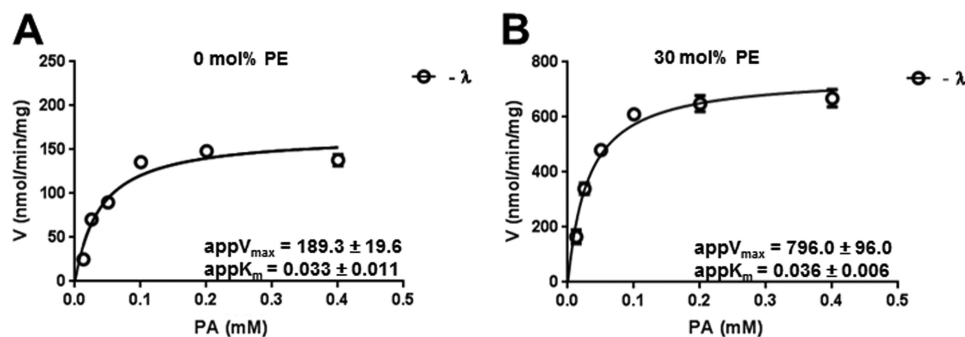 A
0 mol% PE
- λ
V (nmol/min/mg)
250
200
150
100
50
0
appVmax = 189.3 ± 19.6
appKm = 0.033 ± 0.011
0.0 0.1 0.2 0.3 0.4 0.5
PA (mM)
B
30 mol% PE
- λ
V (nmol/min/mg)
800
600
400
200
0
appVmax = 796.0 ± 96.0
appKm = 0.036 ± 0.006
0.0 0.1 0.2 0.3 0.4 0.5
PA (mM)